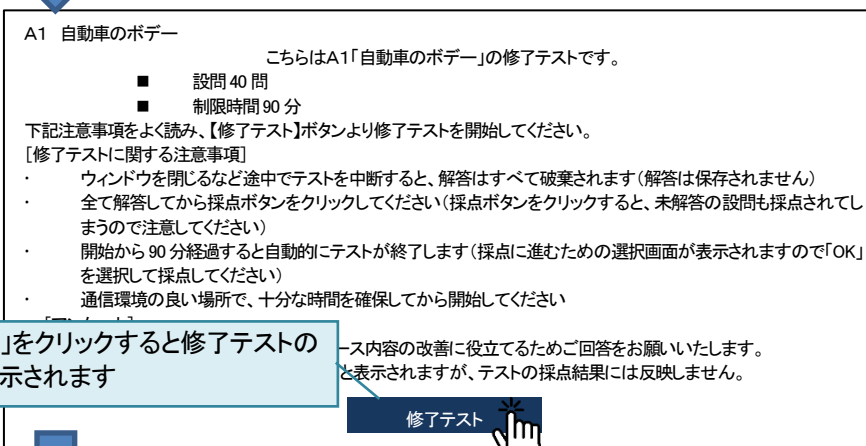 A1 自動車のボデー
こちらはA1「自動車のボデー」の修了テストです。
■ 設問 40 問
■ 制限時間 90 分
下記注意事項をよく読み、【修了テスト】ボタンより修了テストを開始してください。
[修了テストに関する注意事項]
・ ウィンドウを閉じるなど途中でテストを中断すると、解答はすべて破棄されます（解答は保存されません）
・ 全て解答してから採点ボタンをクリックしてください（採点ボタンをクリックすると、未解答の設問も採点されてし
まうので注意してください）
・ 開始から 90 分経過すると自動的にテストが終了します（採点に進むための選択画面が表示されますので「OK」
を選択して採点してください）
・ 通信環境の良い場所で、十分な時間を確保してから開始してください
」をクリックすると修了テストの
示されます
ース内容の改善に役立てるためご回答をお願いいたします。
と表示されますが、テストの採点結果には反映しません。
修了テスト